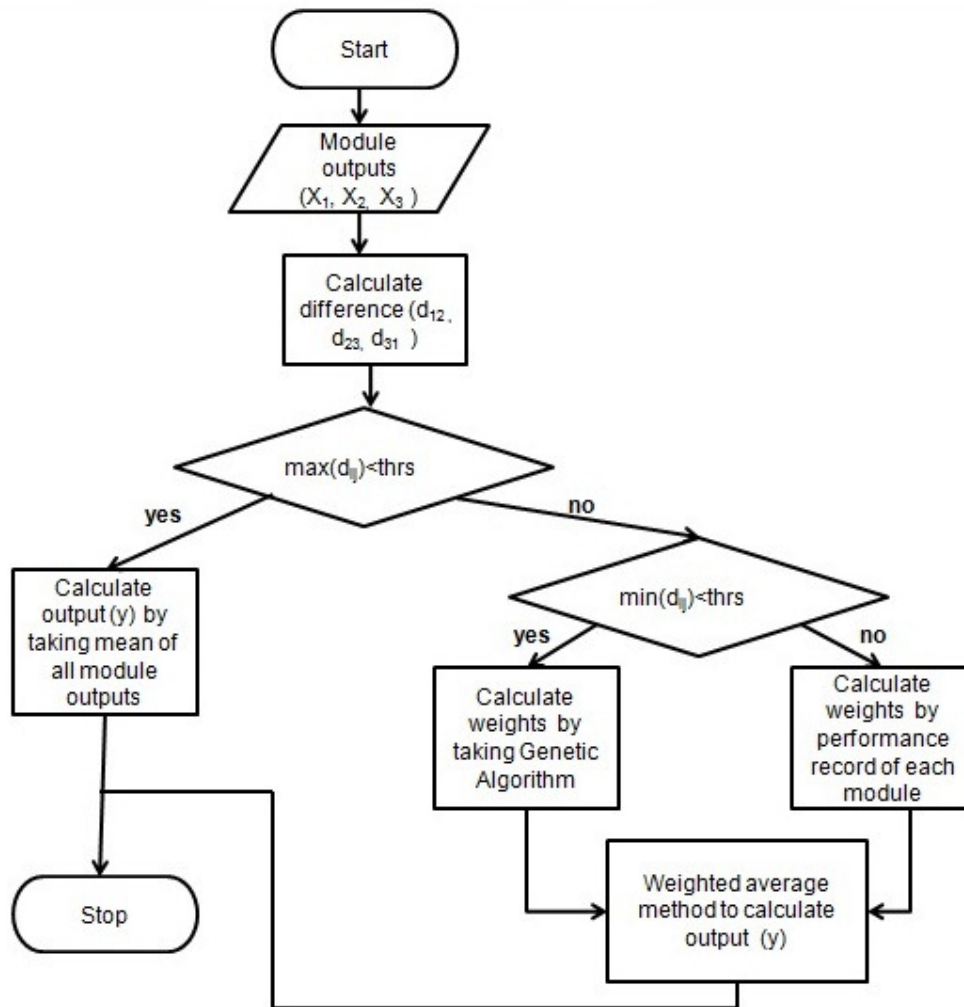 Start
Module
outputs
(X₁, X₂, X₃ )
Calculate
difference (d₁₂ ,
d₂₃, d₃₁ )
max(dᵢⱼ)<thrs
yes
no
Calculate
output (y) by
taking mean of
all module
outputs
min(dᵢⱼ)<thrs
yes
no
Calculate
weights by
taking Genetic
Algorithm
Calculate
weights by
performance
record of each
module
Weighted average
method to calculate
output (y)
Stop